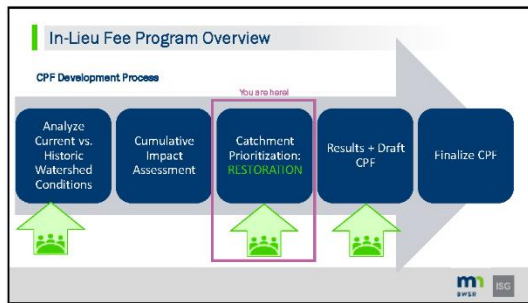 In-Lieu Fee Program Overview
CPF Development Process
You are here!
Analyze
Current vs.
Historic
Watershed
Conditions
Cumulative
Impact
Assessment
Catchment
Prioritization:
RESTORATION
Results + Draft
CPF
Finalize CPF
mn
BWSR
ISG